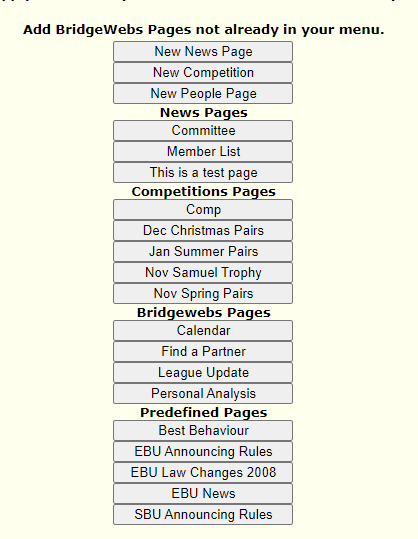 Add BridgeWebs Pages not already in your menu.
New News Page
New Competition
New People Page
News Pages
Committee
Member List
This is a test page
Competitions Pages
Comp
Dec Christmas Pairs
Jan Summer Pairs
Nov Samuel Trophy
Nov Spring Pairs
Bridgewebs Pages
Calendar
Find a Partner
League Update
Personal Analysis
Predefined Pages
Best Behaviour
EBU Announcing Rules
EBU Law Changes 2008
EBU News
SBU Announcing Rules